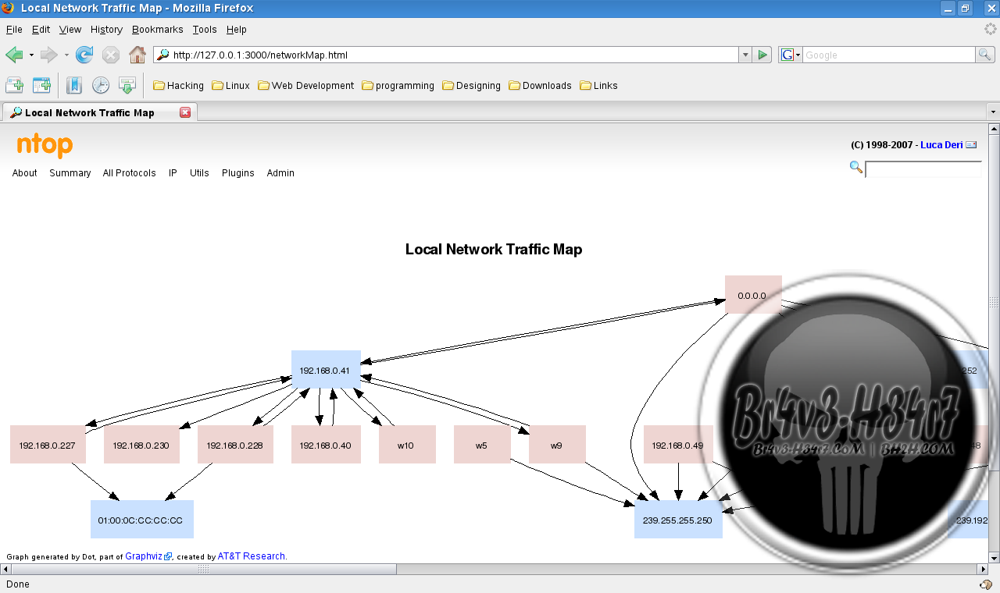 Local Network Traffic Map - Mozilla Firefox
File Edit View History Bookmarks Tools Help
http://127.0.0.1:3000/networkMap.html
G Google
Hacking Linux Web Development programming Designing Downloads Links
Local Network Traffic Map
ntop
(C) 1998-2007 - Luca Deri
About Summary All Protocols IP Utils Plugins Admin
Local Network Traffic Map
0.0.0.0
192.168.0.41
252
Br4v3-H34r7
192.168.0.227 192.168.0.230 192.168.0.228 192.168.0.40 w10 w5 w9 192.168.0.49 48
Br4v3-H34r7.CoM | BH2H.COM
01:00:0C:CC:CC:CC 239.255.255.250 239.192
Graph generated by Dot, part of Graphviz, created by AT&T Research.
Done